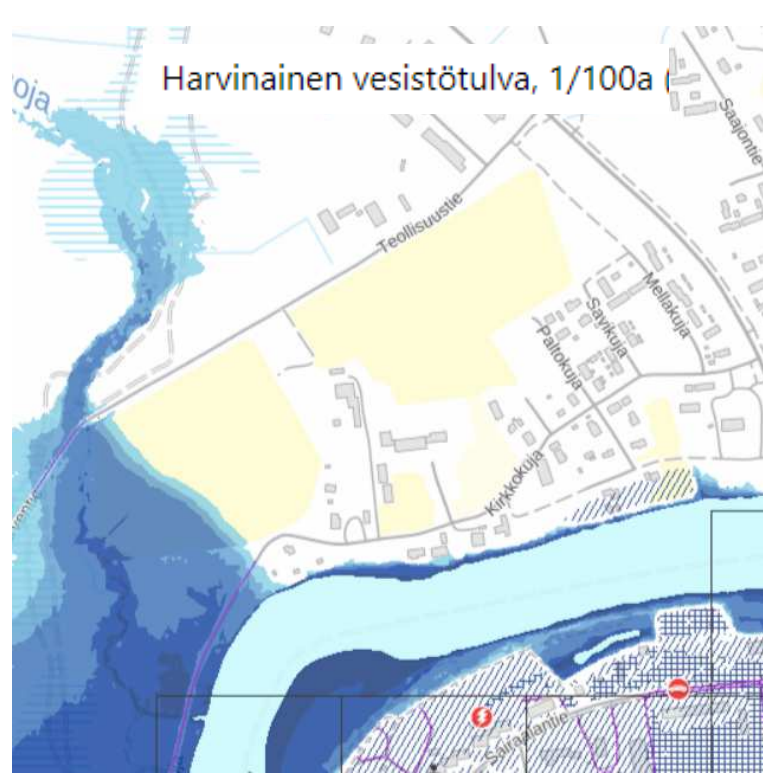 Harvinainen vesistötulva, 1/100a (
oja
Saajontie
Teollisuustie
Mellakuja
Savikuja
Paltokuja
Kirkkokuja
Sairaalantie